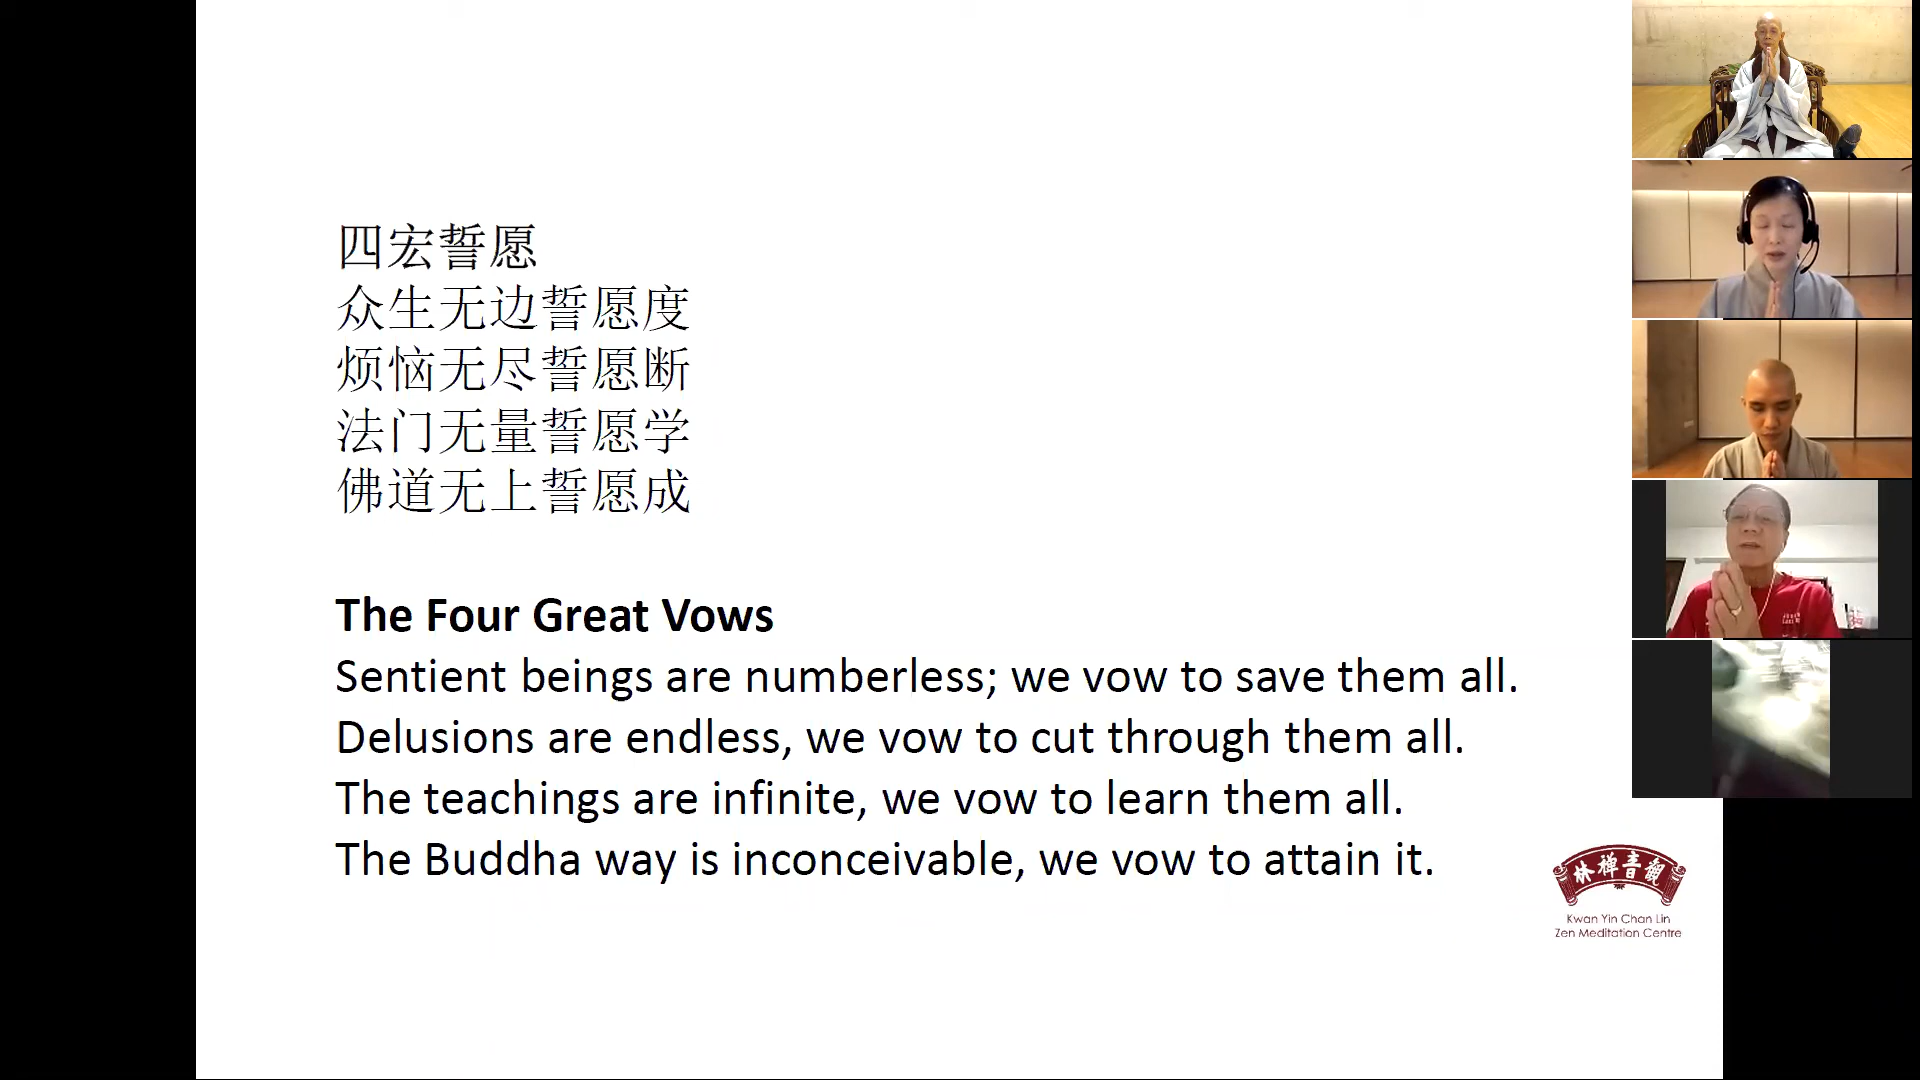 四宏誓愿
众生无边誓愿度
烦恼无尽誓愿断
法门无量誓愿学
佛道无上誓愿成
The Four Great Vows
Sentient beings are numberless; we vow to save them all.
Delusions are endless, we vow to cut through them all.
The teachings are infinite, we vow to learn them all.
The Buddha way is inconceivable, we vow to attain it.
林禅音觀
Kwan Yin Chan Lin
Zen Meditation Centre